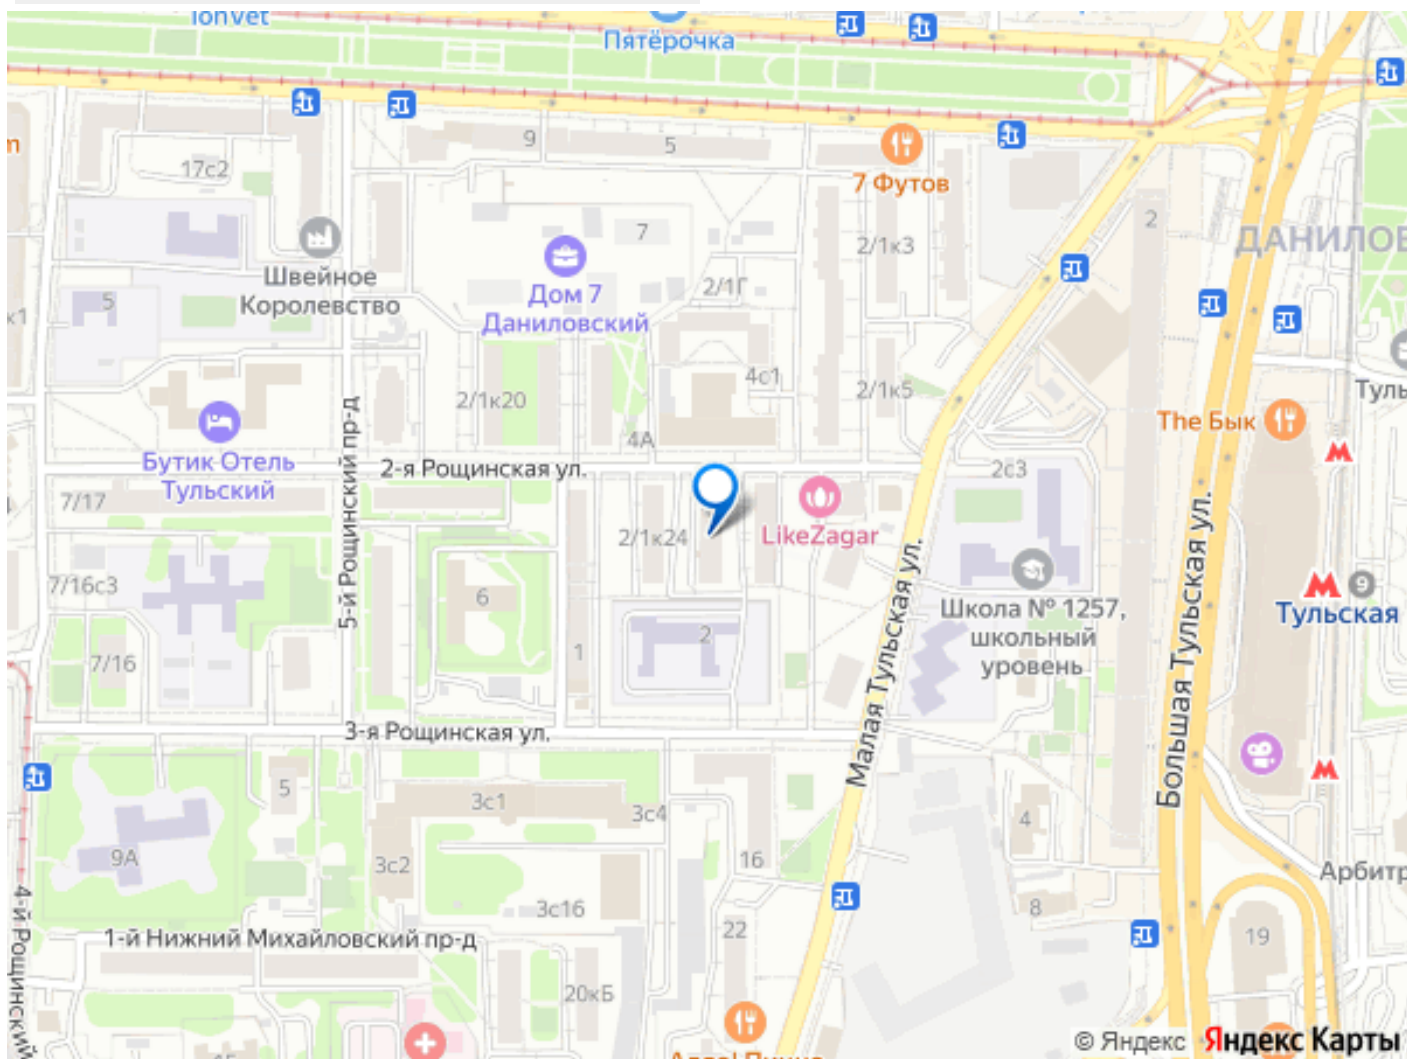 TonVet
Пятёрочка
9
5
7 Футов
17с2
2
7
2/1к3
ДАНИЛОВ
Швейное
Королевство
Дом 7
Даниловский
2/1Г
5
к1
4с1
2/1к20
2/1к5
Туль
The Бык
4А
5-й Рощинский пр-д
2-я Рощинская ул.
Бутик Отель
Тульский
2с3
7/17
2/1к24
LikeZagar
Малая Тульская ул.
Большая Тульская ул.
7/16с3
6
9
Школа № 1257,
школьный
уровень
Тульская
2
1
7/16
3-я Рощинская ул.
5
3с1
3с4
4
9А
3с2
16
Арбитр
4-й Рощинский
3с16
8
1-й Нижний Михайловский пр-д
22
19
20кБ
© Яндекс Яндекс Карты